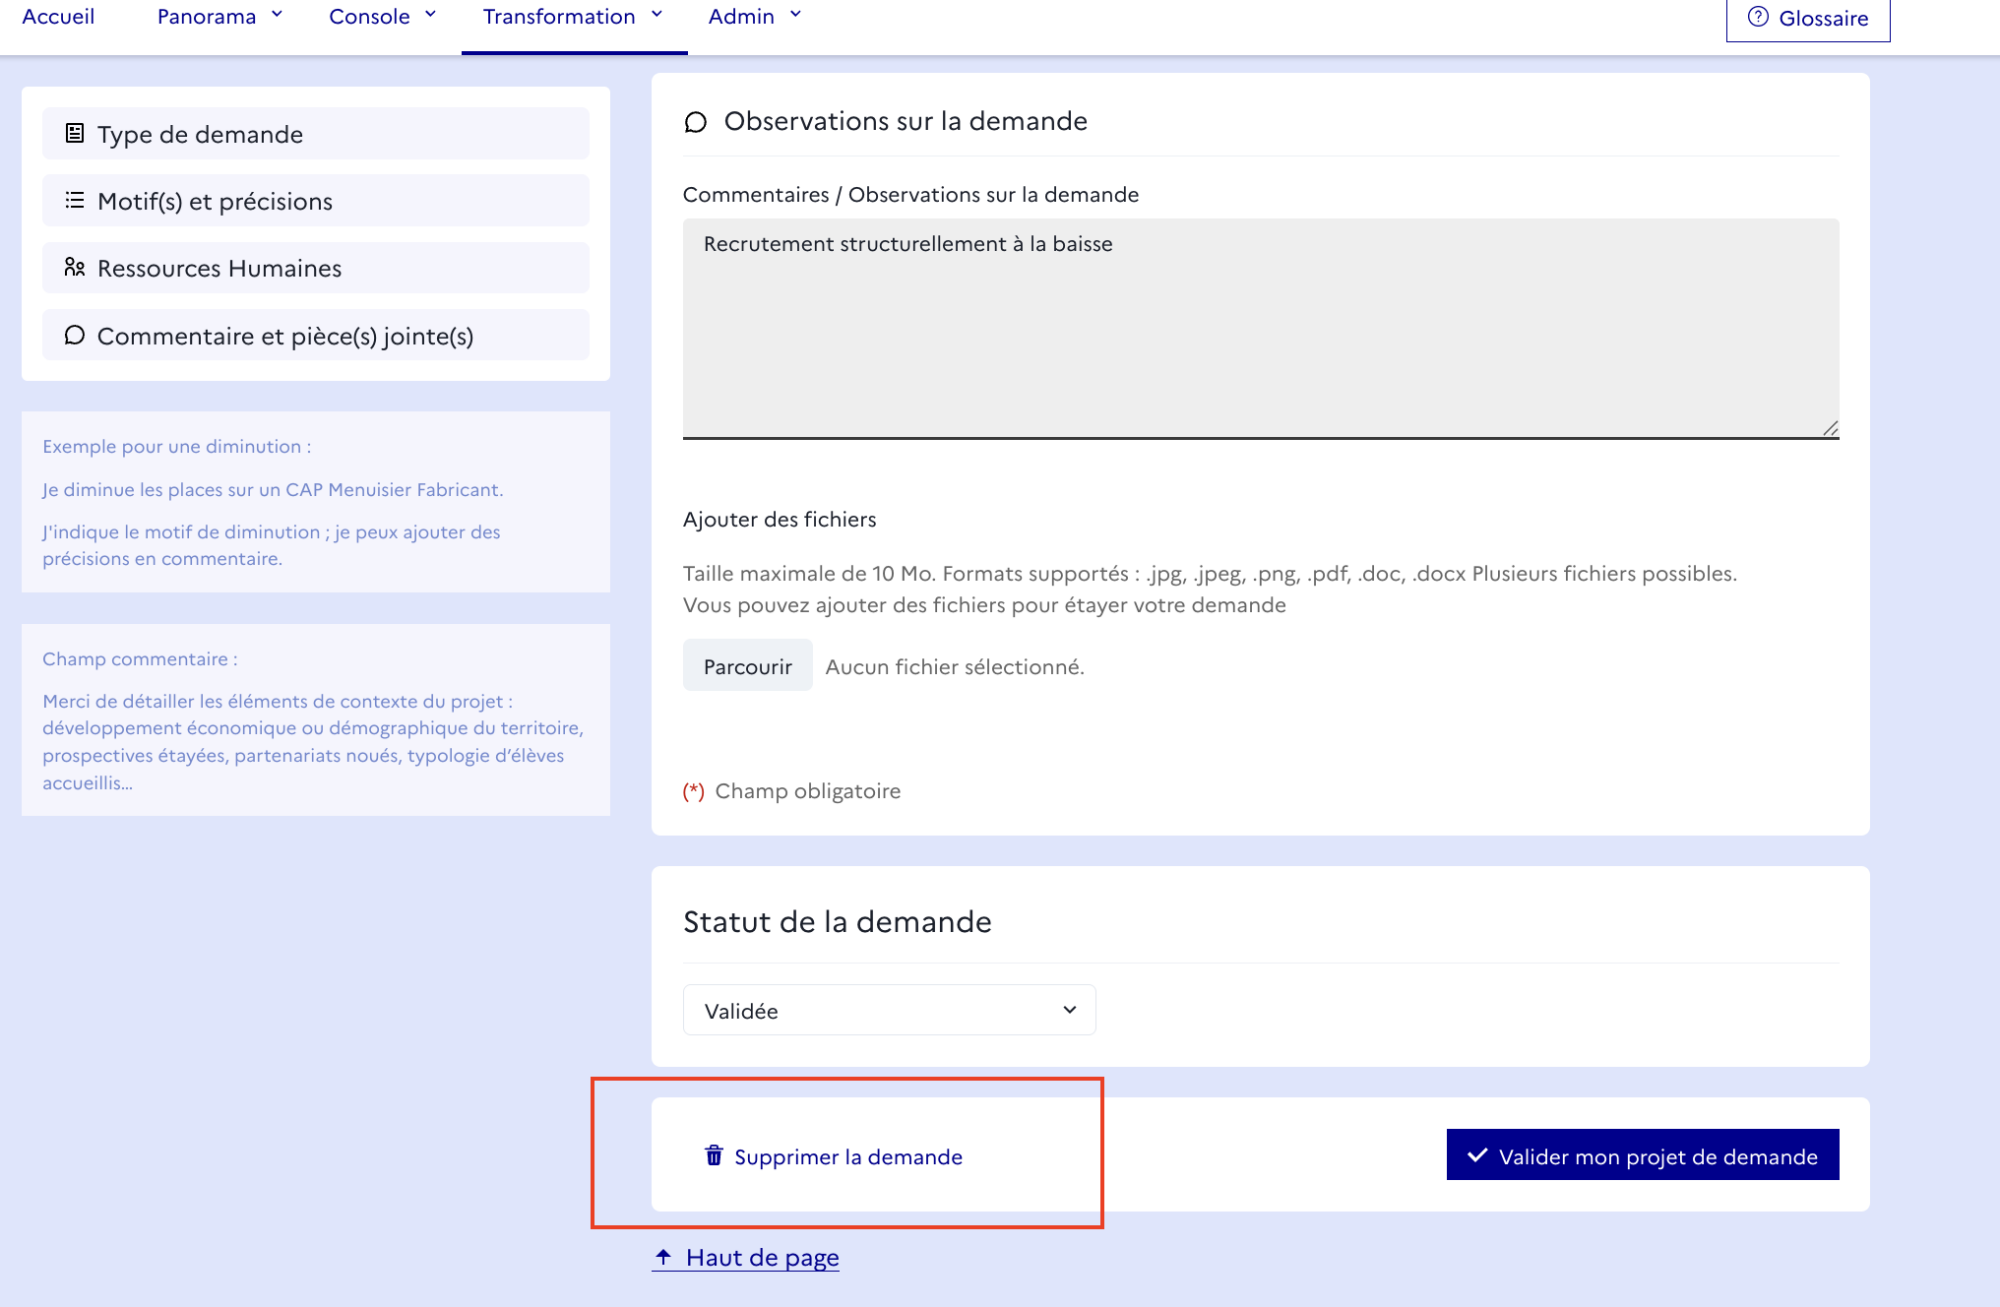 Accueil
Panorama
Console
Transformation
Admin
Glossaire
Type de demande
Motif(s) et précisions
Ressources Humaines
Commentaire et pièce(s) jointe(s)
Exemple pour une diminution :
Je diminue les places sur un CAP Menuisier Fabricant.
J'indique le motif de diminution ; je peux ajouter des
précisions en commentaire.
Champ commentaire :
Merci de détailler les éléments de contexte du projet :
développement économique ou démographique du territoire,
prospectives étayées, partenariats noués, typologie d’élèves
accueillis...
Observations sur la demande
Commentaires / Observations sur la demande
Recrutement structurellement à la baisse
Ajouter des fichiers
Taille maximale de 10 Mo. Formats supportés : .jpg, .jpeg, .png, .pdf, .doc, .docx Plusieurs fichiers possibles.
Vous pouvez ajouter des fichiers pour étayer votre demande
Parcourir
Aucun fichier sélectionné.
(*) Champ obligatoire
Statut de la demande
Validée
Supprimer la demande
Valider mon projet de demande
Haut de page